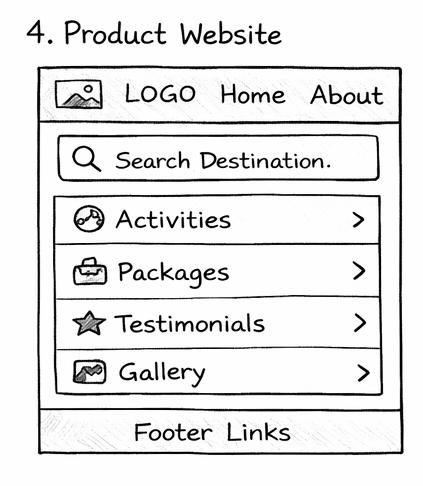 4. Product Website
LOGO Home About
Search Destination.
Activities
Packages
Testimonials
Gallery
Footer Links